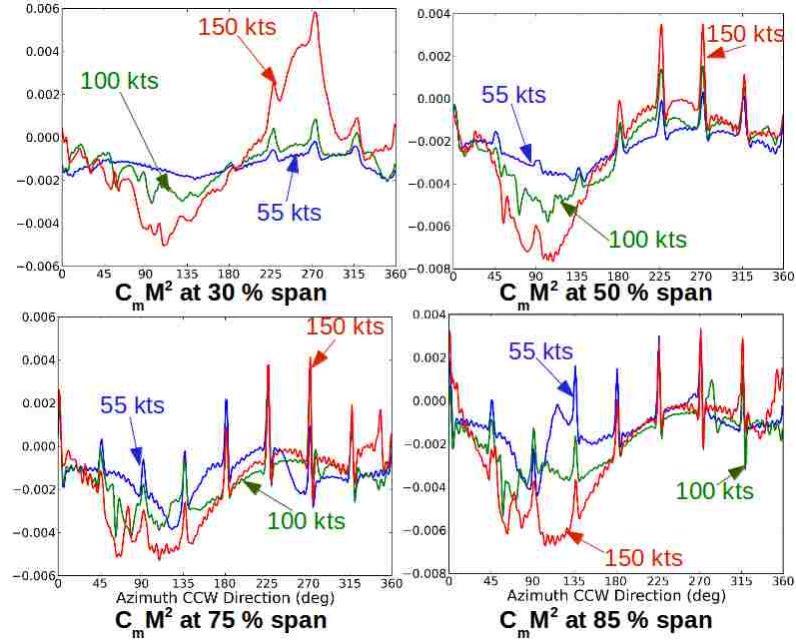 0.006
0.004
0.002
0.000
−0.002
−0.004
−0.006
150 kts
100 kts
55 kts
0 45 90 135 180 225 270 315 360
CmM² at 30 % span
0.004
0.002
0.000
−0.002
−0.004
−0.006
−0.008
150 kts
55 kts
100 kts
0 45 90 135 180 225 270 315 360
CmM² at 50 % span
0.006
0.004
0.002
0.000
−0.002
−0.004
−0.006
150 kts
55 kts
100 kts
0 45 90 135 180 225 270 315 360
Azimuth CCW Direction (deg)
CmM² at 75 % span
0.004
0.002
0.000
−0.002
−0.004
−0.006
−0.008
55 kts
100 kts
150 kts
0 45 90 135 180 225 270 315 360
Azimuth CCW Direction (deg)
CmM² at 85 % span